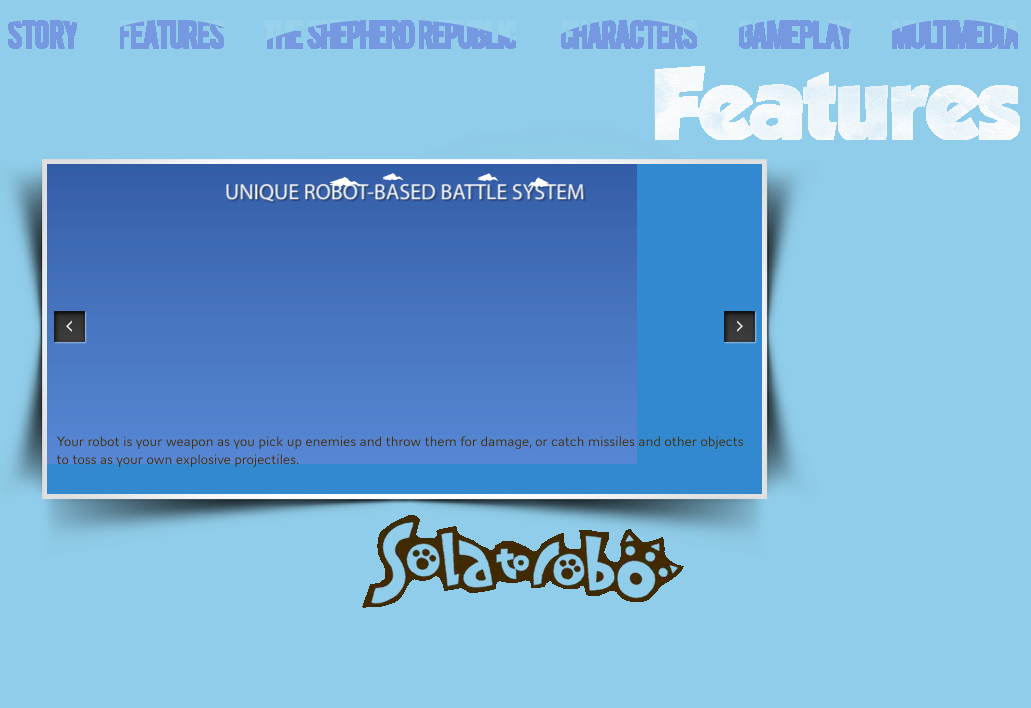 STORY FEATURES THE SHEPHERD REPUBLIC CHARACTERS GAMEPLAY MULTIMEDIA
Features
UNIQUE ROBOT-BASED BATTLE SYSTEM
Your robot is your weapon as you pick up enemies and throw them for damage, or catch missiles and other objects
to toss as your own explosive projectiles.
Solatorobo